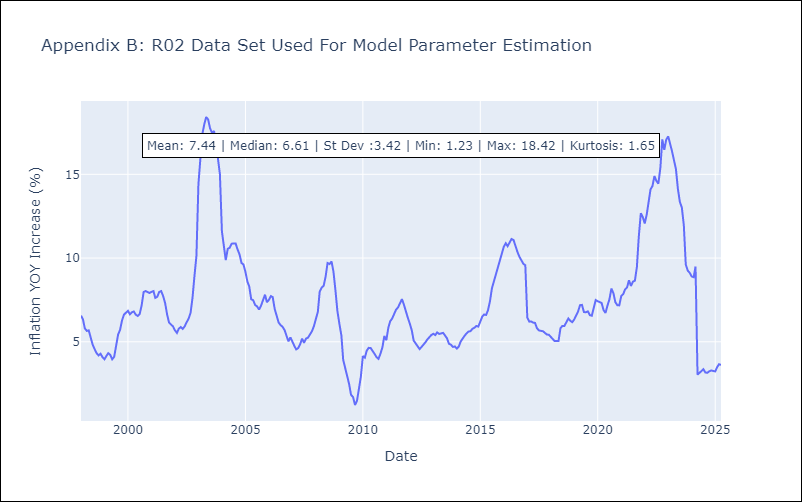 Appendix B: R02 Data Set Used For Model Parameter Estimation
Mean: 7.44 | Median: 6.61 | St Dev :3.42 | Min: 1.23 | Max: 18.42 | Kurtosis: 1.65
Inflation YOY Increase (%)
15
10
5
2000 2005 2010 2015 2020 2025
Date